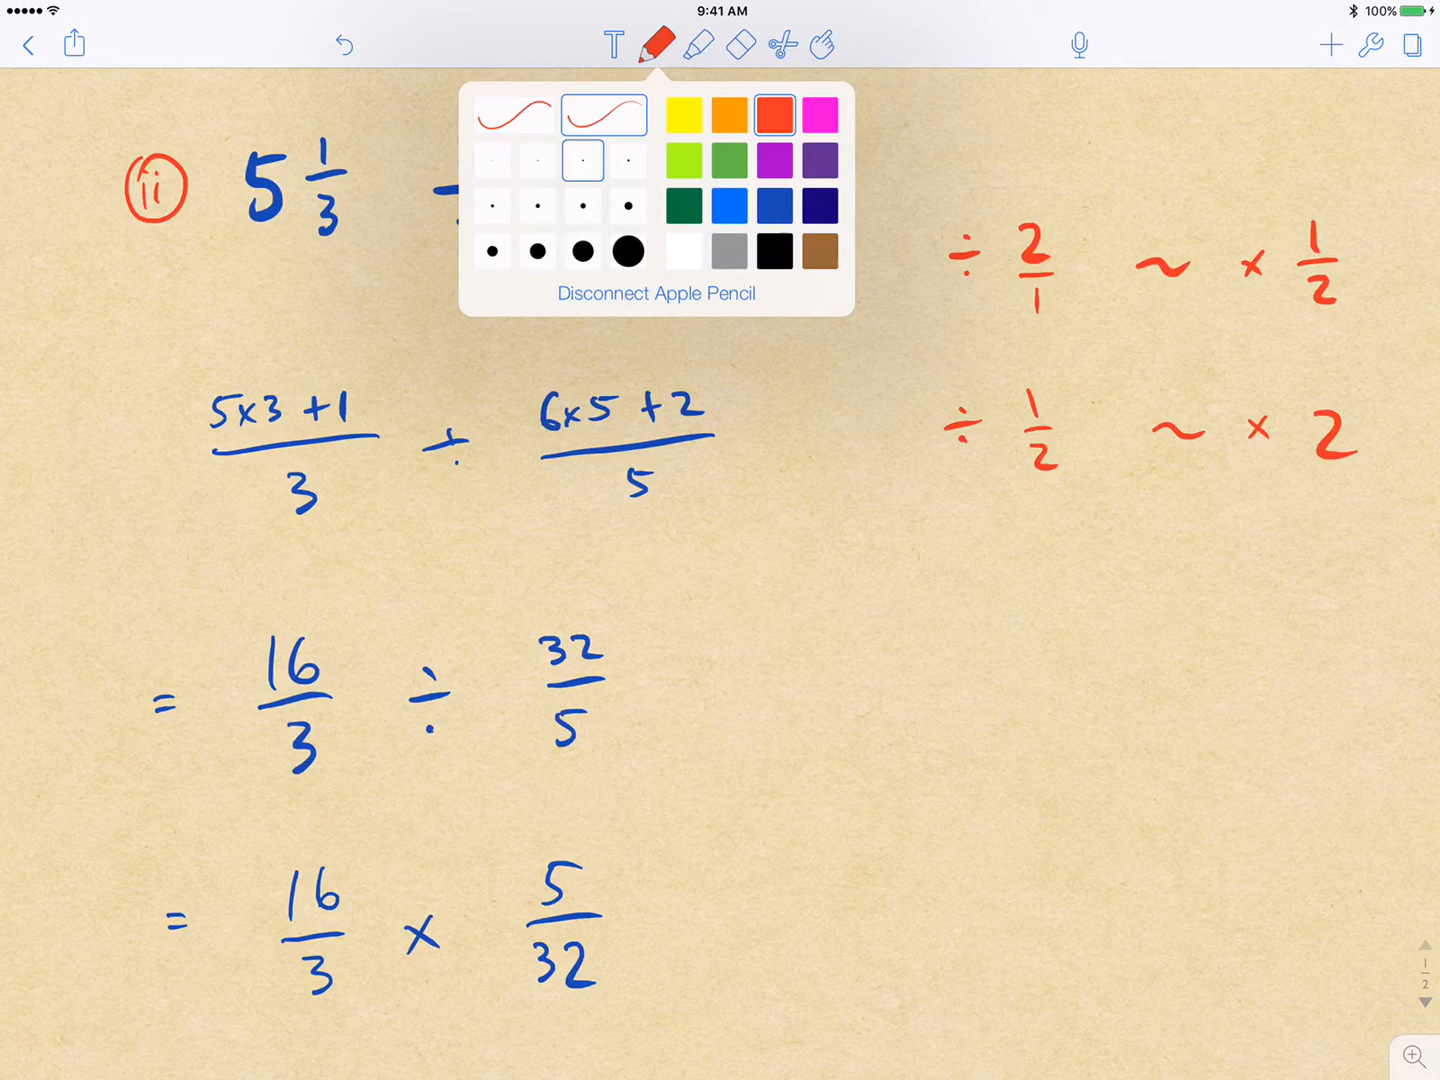 9:41 AM
100%
T
Disconnect Apple Pencil
ii 5 1/3 ÷
÷ 2/1 ~ × 1/2
÷ 1/2 ~ × 2
5×3+1/3 ÷ 6×5+2/5
= 16/3 ÷ 32/5
= 16/3 × 5/32
1/2